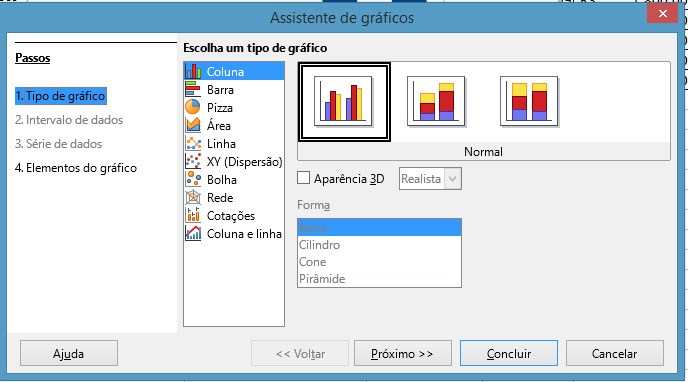 Assistente de gráficos
Passos
1. Tipo de gráfico
2. Intervalo de dados
3. Série de dados
4. Elementos do gráfico
Escolha um tipo de gráfico
Coluna
Barra
Pizza
Área
Linha
XY (Dispersão)
Bolha
Rede
Cotações
Coluna e linha
Normal
Aparência 3D
Realista
Forma
Barra
Cilindro
Cone
Pirâmide
Ajuda
<< Voltar
Próximo >>
Concluir
Cancelar